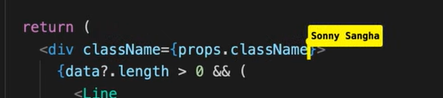 return (
Sonny Sangha
<div className={props.className}>
{data?.length > 0 && (
<Line